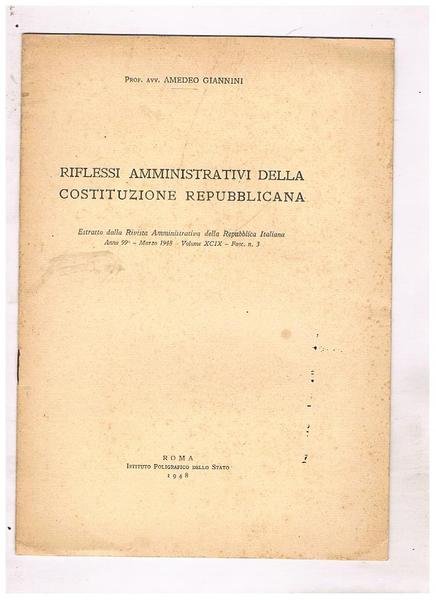 Prof. avv. AMEDEO GIANNINI
RIFLESSI AMMINISTRATIVI DELLA
COSTITUZIONE REPUBBLICANA
Estratto dalla Rivista Amministrativa della Repubblica Italiana
Anno 99° - Marzo 1948 - Volume XCIX - Fasc. n. 3
ROMA
Istituto Poligrafico dello Stato
1948